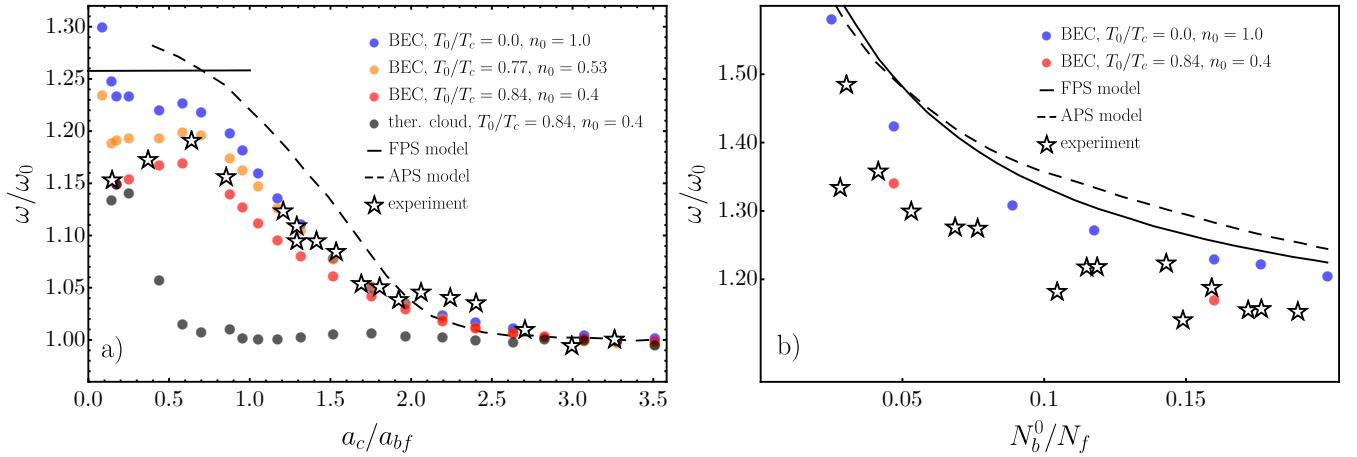 1.30
1.25
1.20
1.15
1.10
1.05
1.00
ω/ω₀
BEC, T₀/T_c = 0.0, n₀ = 1.0
BEC, T₀/T_c = 0.77, n₀ = 0.53
BEC, T₀/T_c = 0.84, n₀ = 0.4
ther. cloud, T₀/T_c = 0.84, n₀ = 0.4
FPS model
APS model
experiment
a)
0.0 0.5 1.0 1.5 2.0 2.5 3.0 3.5
a_c/a_bf
1.50
1.40
1.30
1.20
ω/ω₀
BEC, T₀/T_c = 0.0, n₀ = 1.0
BEC, T₀/T_c = 0.84, n₀ = 0.4
FPS model
APS model
experiment
b)
0.05 0.1 0.15
N_b^0/N_f